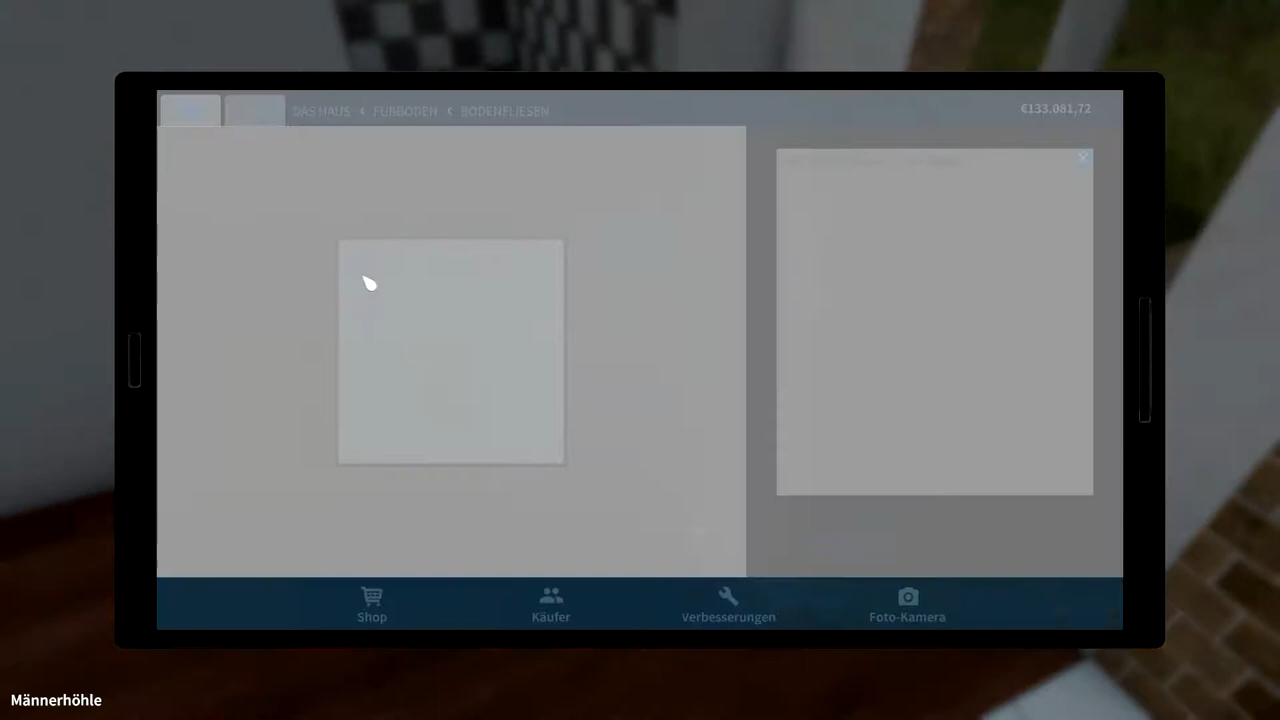 DAS HAUS < FUẞBODEN < BODENFLIESEN
€133.081,72
Shop
Käufer
Verbesserungen
Foto-Kamera
Männerhöhle